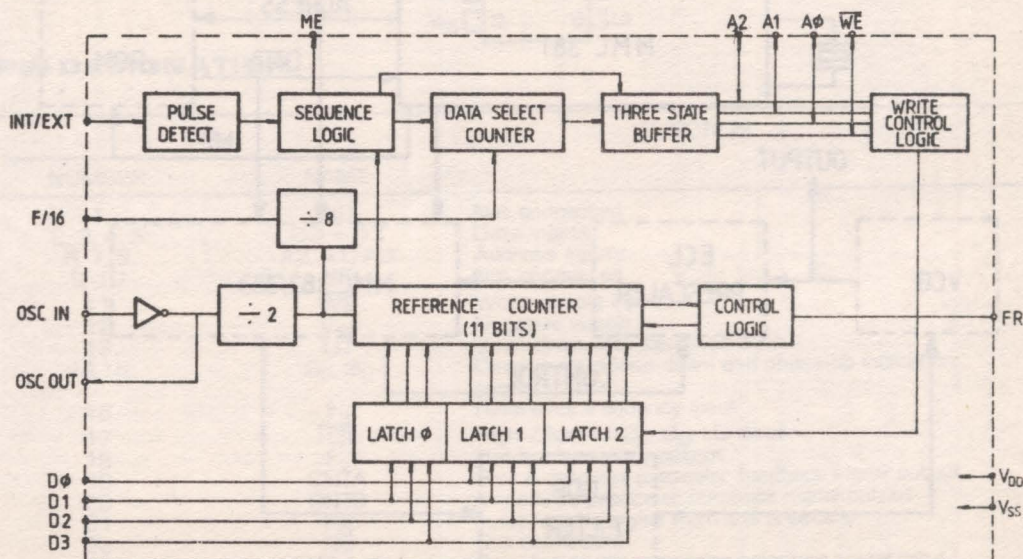 ME
A2 A1 AΦ W̅E̅
INT/EXT
PULSE
DETECT
SEQUENCE
LOGIC
DATA SELECT
COUNTER
THREE STATE
BUFFER
WRITE
CONTROL
LOGIC
F/16
÷ 8
OSC IN
÷ 2
REFERENCE COUNTER
(11 BITS)
CONTROL
LOGIC
FR
OSC OUT
LATCH Φ LATCH 1 LATCH 2
DΦ
D1
D2
D3
VDD
VSS